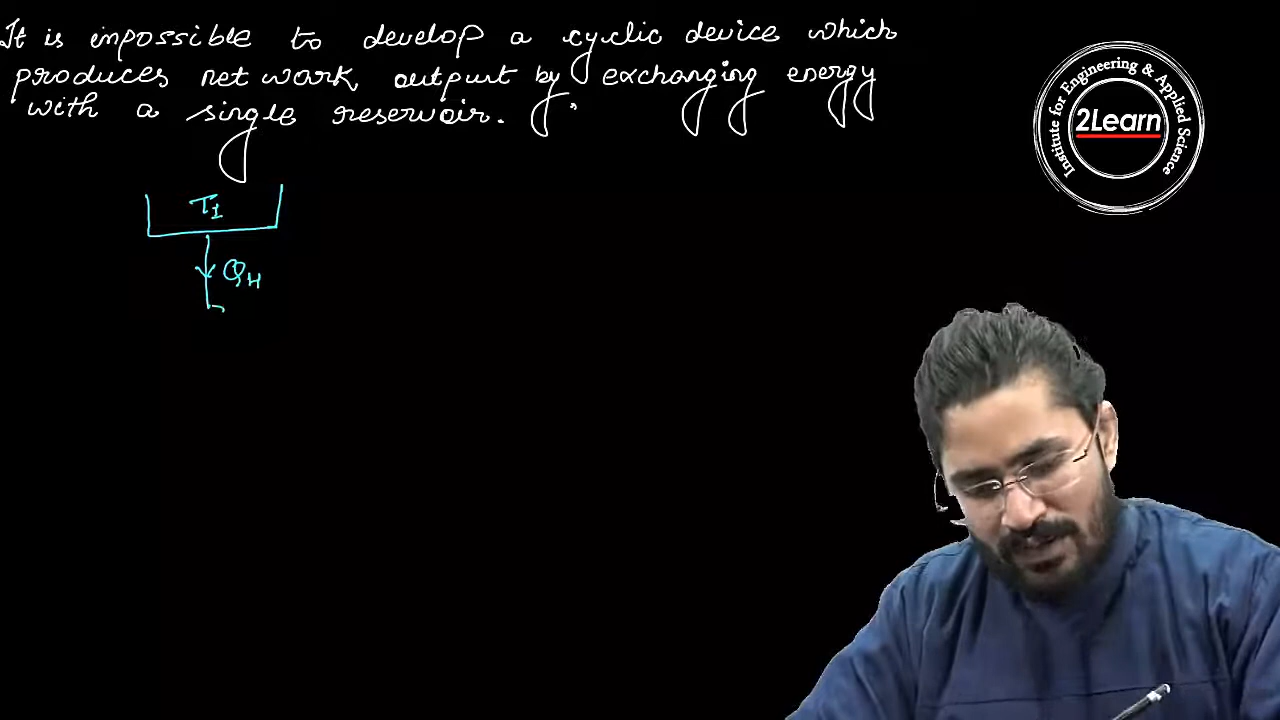 It is impossible to develop a cyclic device which
produces net work output by exchanging energy
with a single reservoir.
Institute for Engineering & Applied Science
2Learn
T1
QH